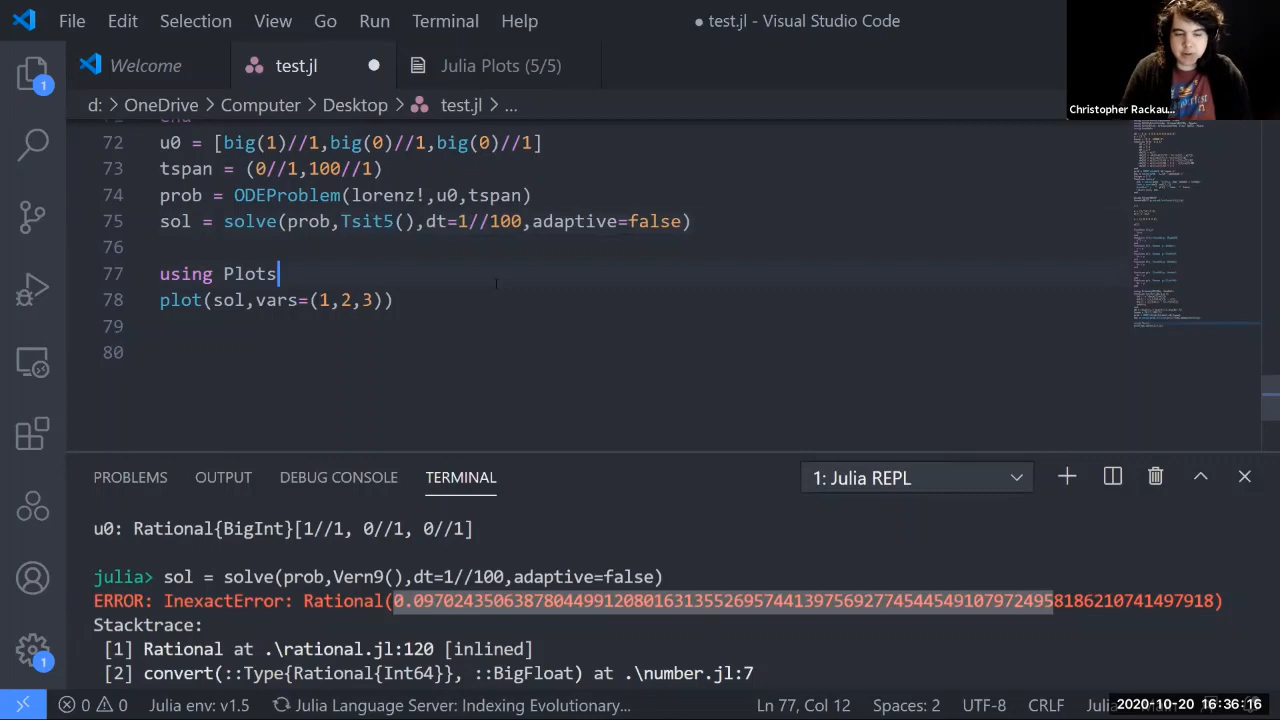 File Edit Selection View Go Run Terminal Help ● test.jl - Visual Studio Code
Welcome test.jl ● Julia Plots (5/5)
Christopher Rackau...
d: > OneDrive > Computer > Desktop > test.jl > ...
end
72 u0 = [big(1)//1,big(0)//1,big(0)//1]
73 tspan = (0//1,100//1)
74 prob = ODEProblem(lorenz!,u0,tspan)
75 sol = solve(prob,Tsit5(),dt=1//100,adaptive=false)
76
77 using Plots
78 plot(sol,vars=(1,2,3))
79
80
PROBLEMS OUTPUT DEBUG CONSOLE TERMINAL 1: Julia REPL
u0: Rational{BigInt}[1//1, 0//1, 0//1]
julia> sol = solve(prob,Vern9(),dt=1//100,adaptive=false)
ERROR: InexactError: Rational(0.09702435063878044991208016313552695744139756927745445491079724958186210741497918)
Stacktrace:
[1] Rational at .\rational.jl:120 [inlined]
[2] convert(::Type{Rational{Int64}}, ::BigFloat) at .\number.jl:7
1
1
0 0 Julia env: v1.5 Julia Language Server: Indexing Evolutionary... Ln 77, Col 12 Spaces: 2 UTF-8 CRLF Julia
2020-10-20 16:36:16